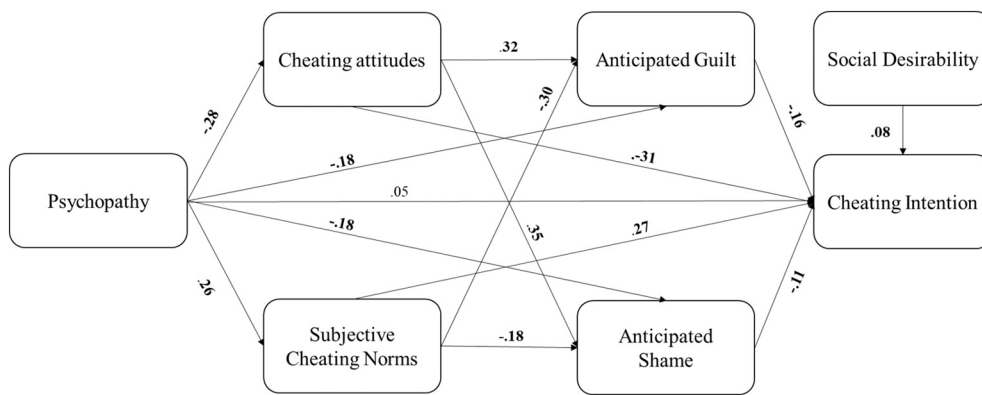 Cheating attitudes
.32
Anticipated Guilt
Social Desirability
-.28
-.30
-.16
.08
-.18
.-31
Psychopathy
.05
Cheating Intention
-.18
.35
.27
.26
-.11
Subjective
Cheating Norms
-.18
Anticipated
Shame